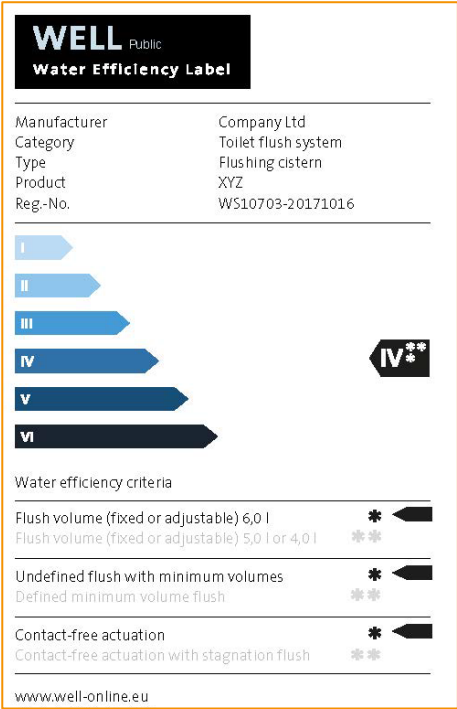 WELL Public
Water Efficiency Label
Manufacturer Company Ltd
Category Toilet flush system
Type Flushing cistern
Product XYZ
Reg.-No. WS10703-20171016
I
II
III
IV IV***
V
VI
Water efficiency criteria
Flush volume (fixed or adjustable) 6,0 l *
Flush volume (fixed or adjustable) 5,0 l or 4,0 l **
Undefined flush with minimum volumes *
Defined minimum volume flush **
Contact-free actuation *
Contact-free actuation with stagnation flush **
www.well-online.eu